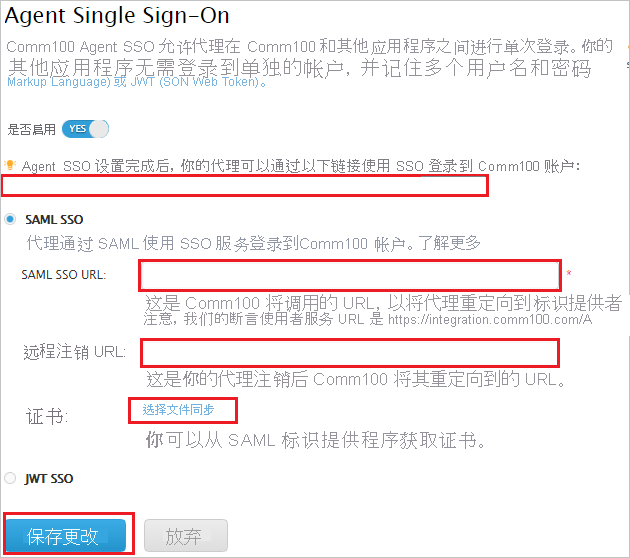 Agent Single Sign-On
Comm100 Agent SSO 允许代理在 Comm100 和其他应用程序之间进行单次登录。你的
其他应用程序无需登录到单独的帐户, 并记住多个用户名和密码
Markup Language) 或 JWT (SON Web Token)。
是否启用 YES
Agent SSO 设置完成后, 你的代理可以通过以下链接使用 SSO 登录到 Comm100 账户:
SAML SSO
代理通过 SAML 使用 SSO 服务登录到Comm100 帐户。了解更多
SAML SSO URL: *
这是 Comm100 将调用的 URL, 以将代理重定向到标识提供者
注意, 我们的断言使用者服务 URL 是 https://integration.comm100.com/A
远程注销 URL:
这是你的代理注销后 Comm100 将其重定向到的 URL。
证书: 选择文件同步
你可以从 SAML 标识提供程序获取证书。
JWT SSO
保存更改 放弃